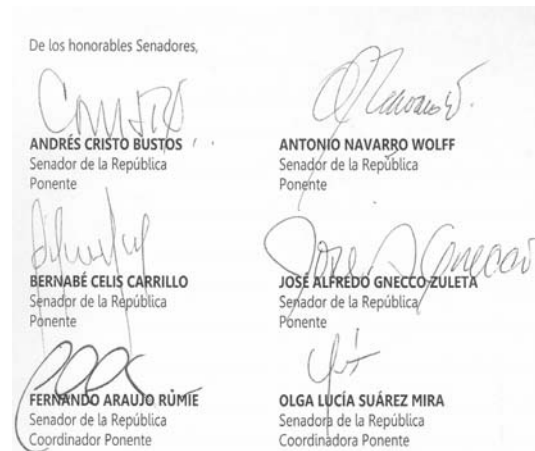 De los honorables Senadores,
ANDRÉS CRISTO BUSTOS
Senador de la República
Ponente
ANTONIO NAVARRO WOLFF
Senador de la República
Ponente
BERNABÉ CELIS CARRILLO
Senador de la República
Ponente
JOSÉ ALFREDO GNECCO ZULETA
Senador de la República
Ponente
FERNANDO ARAUJO RUMIE
Senador de la República
Coordinador Ponente
OLGA LUCÍA SUÁREZ MIRA
Senadora de la República
Coordinadora Ponente